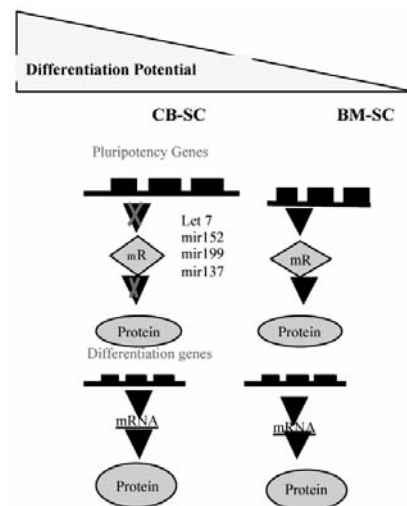 Differentiation Potential
CB-SC BM-SC
Pluripotency Genes
Let 7
mir152
mR mir199 mR
mir137
Protein Protein
Differentiation genes
mRNA mRNA
Protein Protein